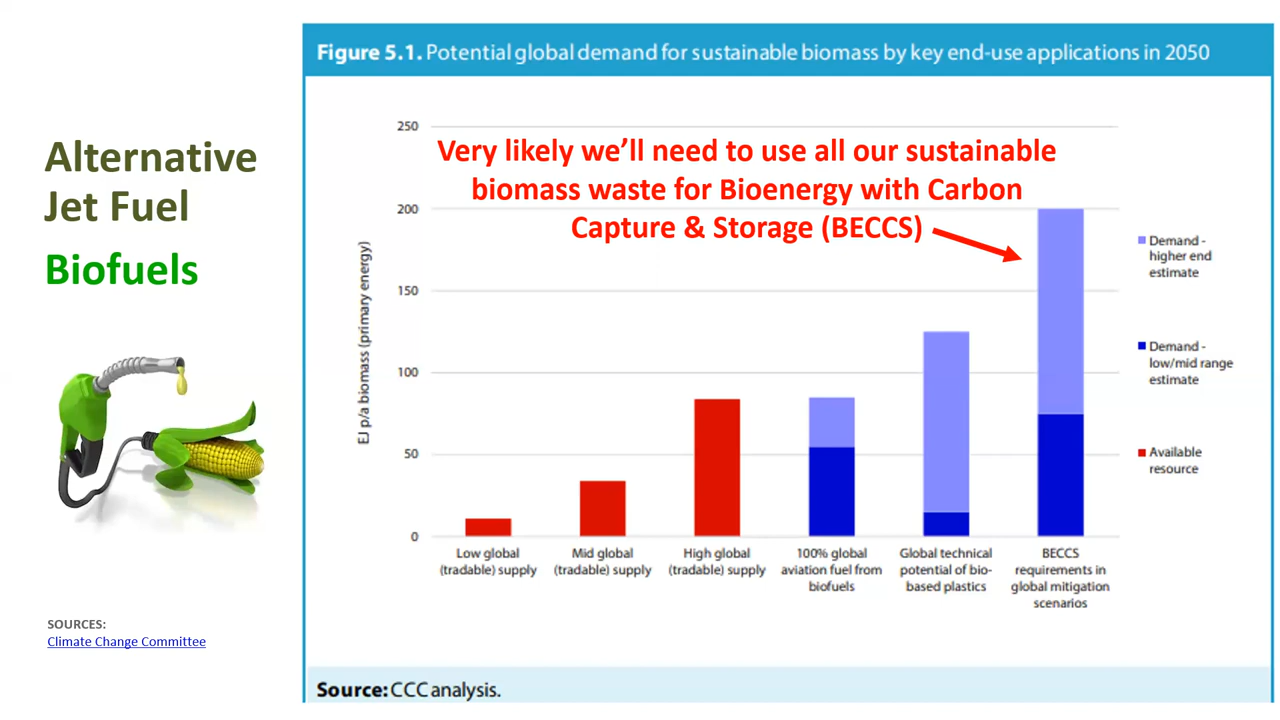 Alternative
Jet Fuel
Biofuels
SOURCES:
Climate Change Committee
Figure 5.1. Potential global demand for sustainable biomass by key end-use applications in 2050
Very likely we'll need to use all our sustainable
biomass waste for Bioenergy with Carbon
Capture & Storage (BECCS)
EJ p/a biomass (primary energy)
250
200
150
100
50
0
Low global
(tradable) supply
Mid global
(tradable) supply
High global
(tradable) supply
100% global
aviation fuel from
biofuels
Global technical
potential of bio-
based plastics
BECCS
requirements in
global mitigation
scenarios
Demand -
higher end
estimate
Demand -
low/mid range
estimate
Available
resource
Source: CCC analysis.